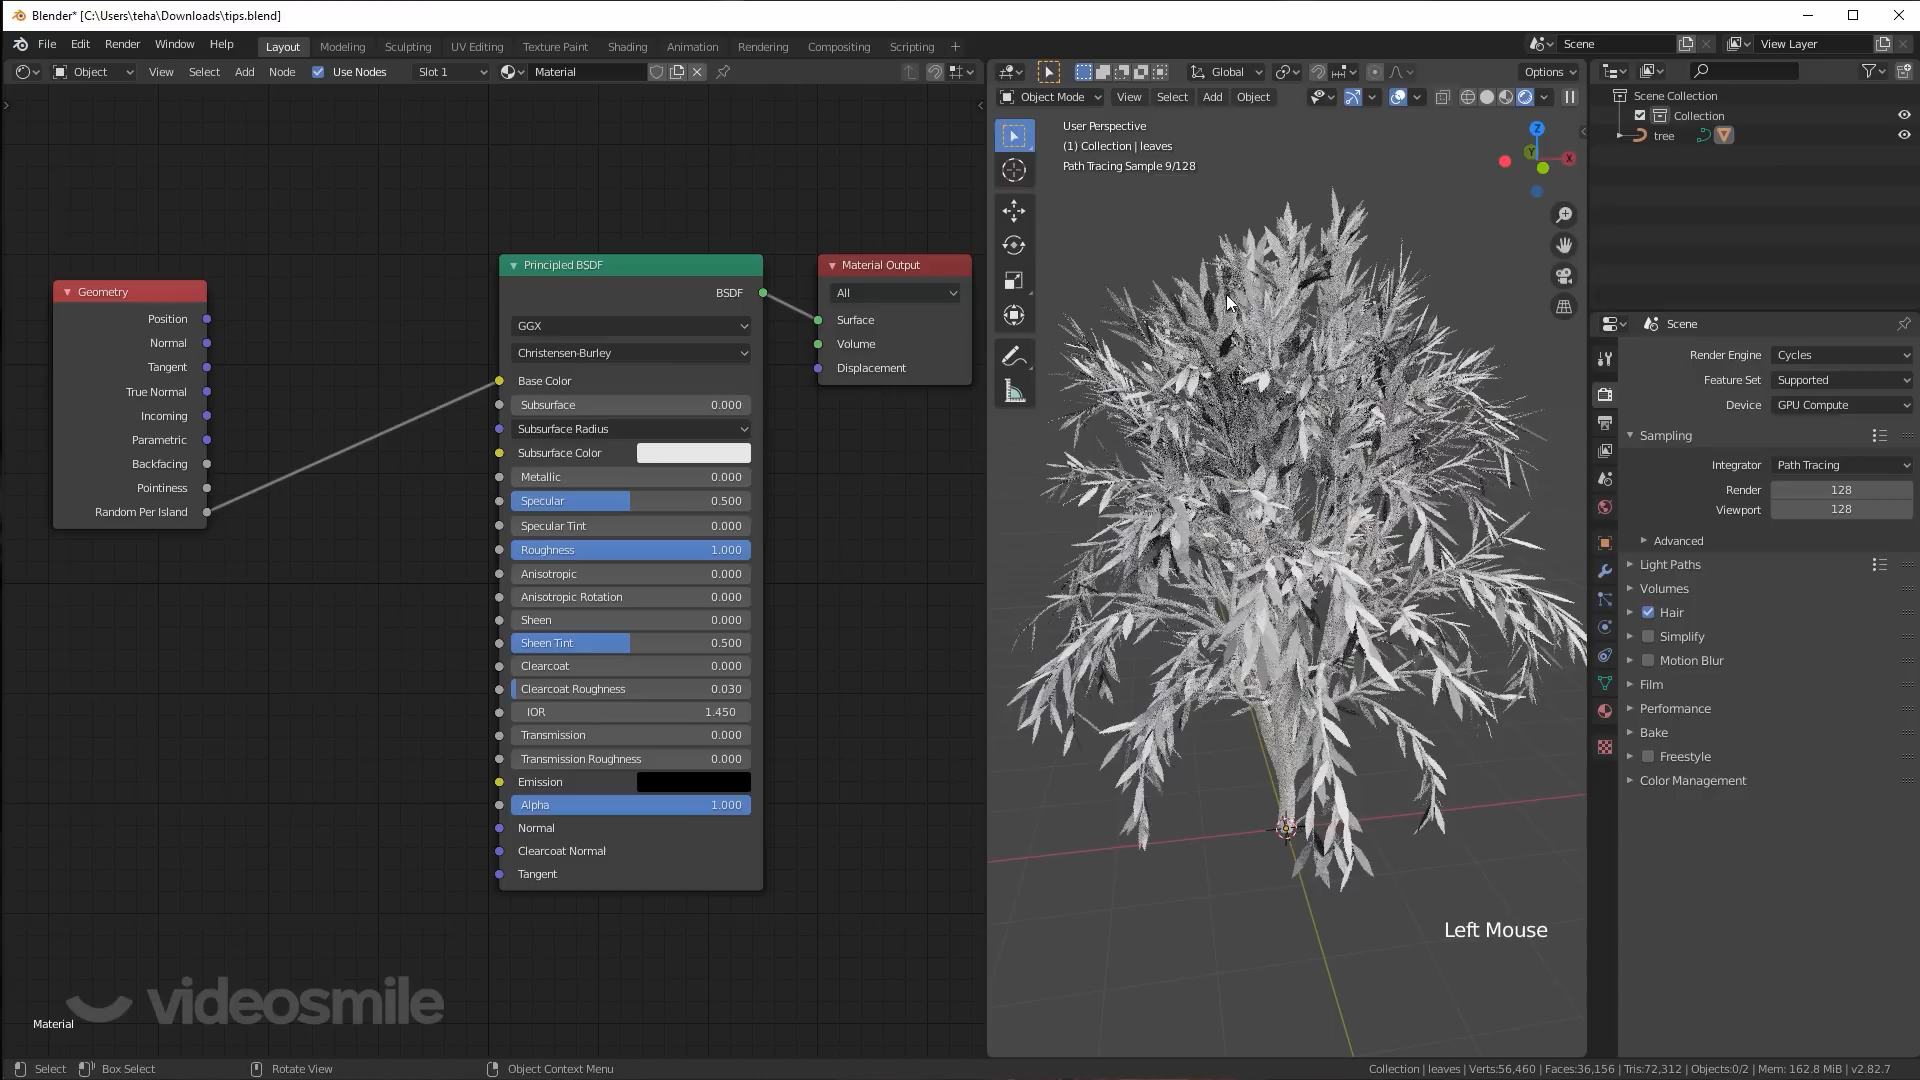 Blender* [C:\Users\teha\Downloads\tips.blend]
File Edit Render Window Help Layout Modeling Sculpting UV Editing Texture Paint Shading Animation Rendering Compositing Scripting + Scene View Layer
Object View Select Add Node Use Nodes Slot 1 Material Global Options
Object Mode View Select Add Object
User Perspective
(1) Collection | leaves
Path Tracing Sample 9/128
Z
Y
X
Scene Collection
Collection
tree
Geometry
Position
Normal
Tangent
True Normal
Incoming
Parametric
Backfacing
Pointiness
Random Per Island
Principled BSDF
BSDF
GGX
Christensen-Burley
Base Color
Subsurface 0.000
Subsurface Radius
Subsurface Color
Metallic 0.000
Specular 0.500
Specular Tint 0.000
Roughness 1.000
Anisotropic 0.000
Anisotropic Rotation 0.000
Sheen 0.000
Sheen Tint 0.500
Clearcoat 0.000
Clearcoat Roughness 0.030
IOR 1.450
Transmission 0.000
Transmission Roughness 0.000
Emission
Alpha 1.000
Normal
Clearcoat Normal
Tangent
Material Output
All
Surface
Volume
Displacement
Scene
Render Engine Cycles
Feature Set Supported
Device GPU Compute
Sampling
Integrator Path Tracing
Render 128
Viewport 128
Advanced
Light Paths
Volumes
Hair
Simplify
Motion Blur
Film
Performance
Bake
Freestyle
Color Management
Left Mouse
videosmile
Material
Select Box Select Rotate View Object Context Menu Collection | leaves | Verts:56,460 | Faces:36,156 | Tris:72,312 | Objects:0/2 | Mem: 162.8 MiB | v2.82.7